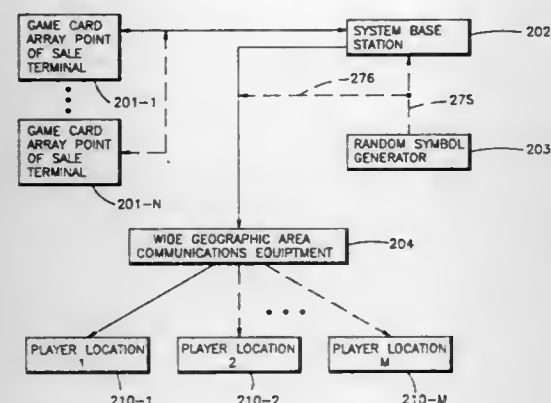 GAME CARD
ARRAY POINT
OF SALE
TERMINAL
201-1
GAME CARD
ARRAY POINT
OF SALE
TERMINAL
201-N
SYSTEM BASE
STATION
202
276
275
RANDOM SYMBOL
GENERATOR
203
WIDE GEOGRAPHIC AREA
COMMUNICATIONS EQUIPTMENT
204
PLAYER LOCATION
1
210-1
PLAYER LOCATION
2
210-2
PLAYER LOCATION
M
210-M